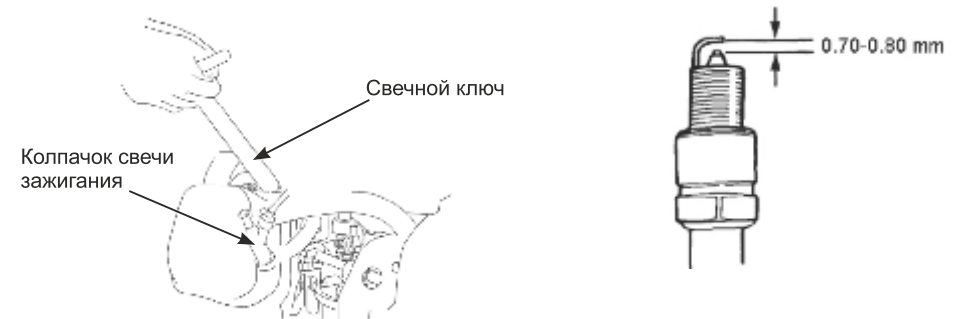 Свечной ключ
Колпачок свечи
зажигания
0.70-0.80 mm